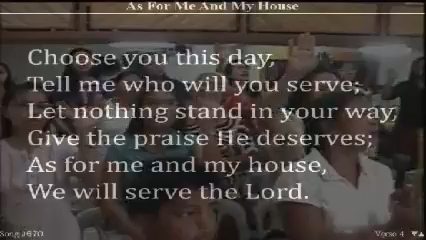 As For Me And My House
Choose you this day,
Tell me who will you serve;
Let nothing stand in your way,
Give the praise He deserves;
As for me and my house,
We will serve the Lord.
Song #670
Verse 4